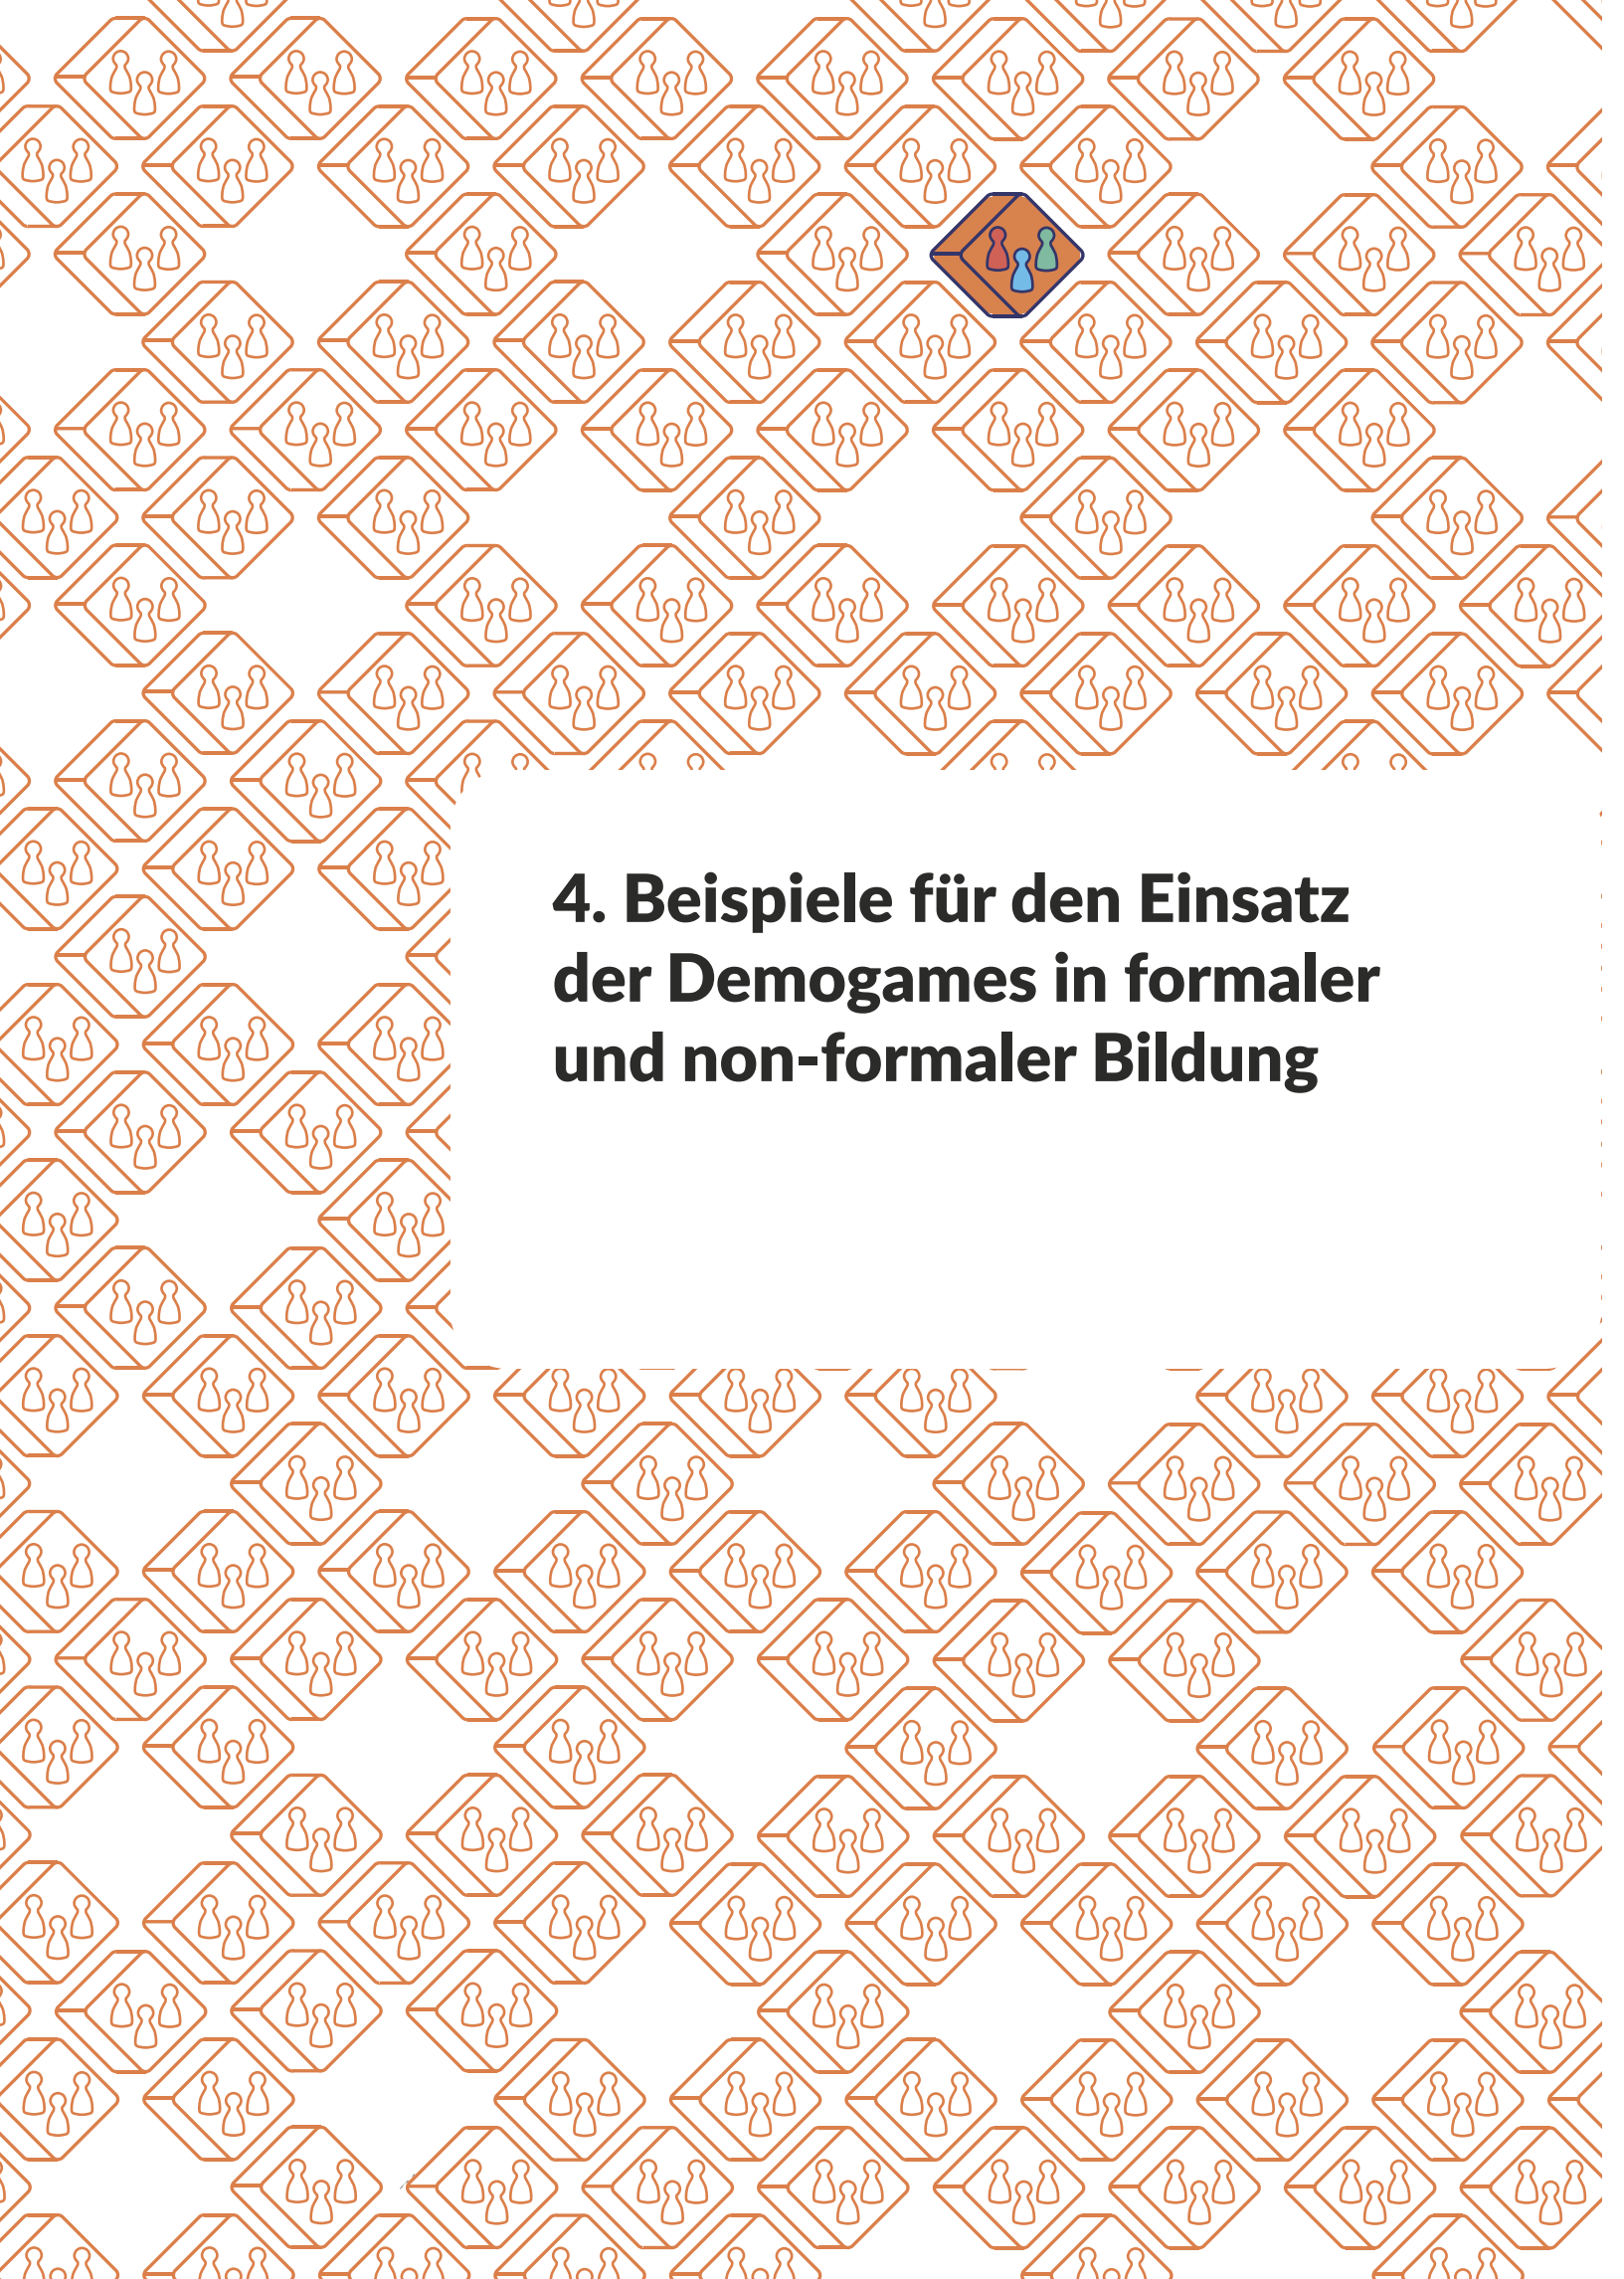 4. Beispiele für den Einsatz
der Demogames in formaler
und non-formaler Bildung